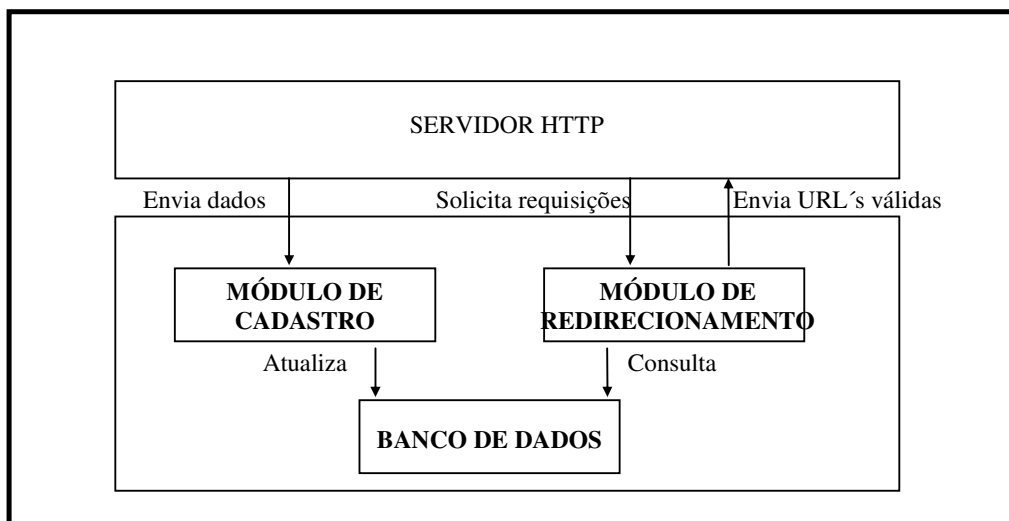 SERVIDOR HTTP
Envia dados
Solicita requisições
Envia URL´s válidas
MÓDULO DE
CADASTRO
MÓDULO DE
REDIRECIONAMENTO
Atualiza
Consulta
BANCO DE DADOS